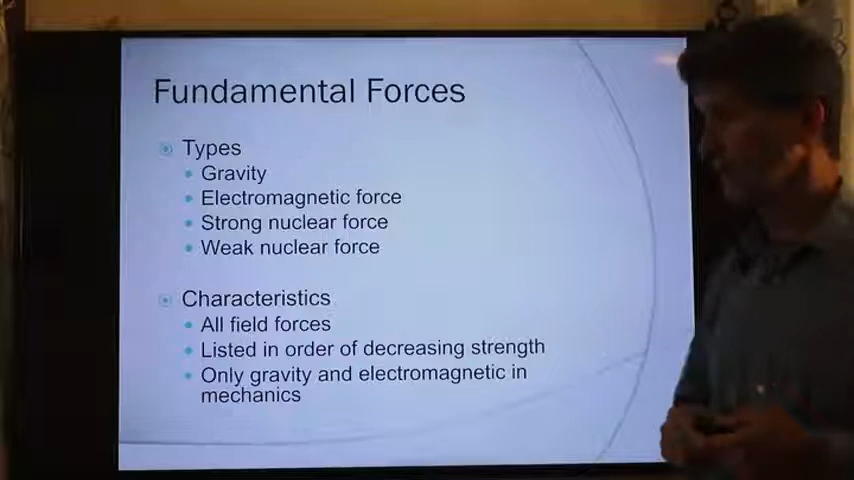 Fundamental Forces
Types
Gravity
Electromagnetic force
Strong nuclear force
Weak nuclear force
Characteristics
All field forces
Listed in order of decreasing strength
Only gravity and electromagnetic in
mechanics